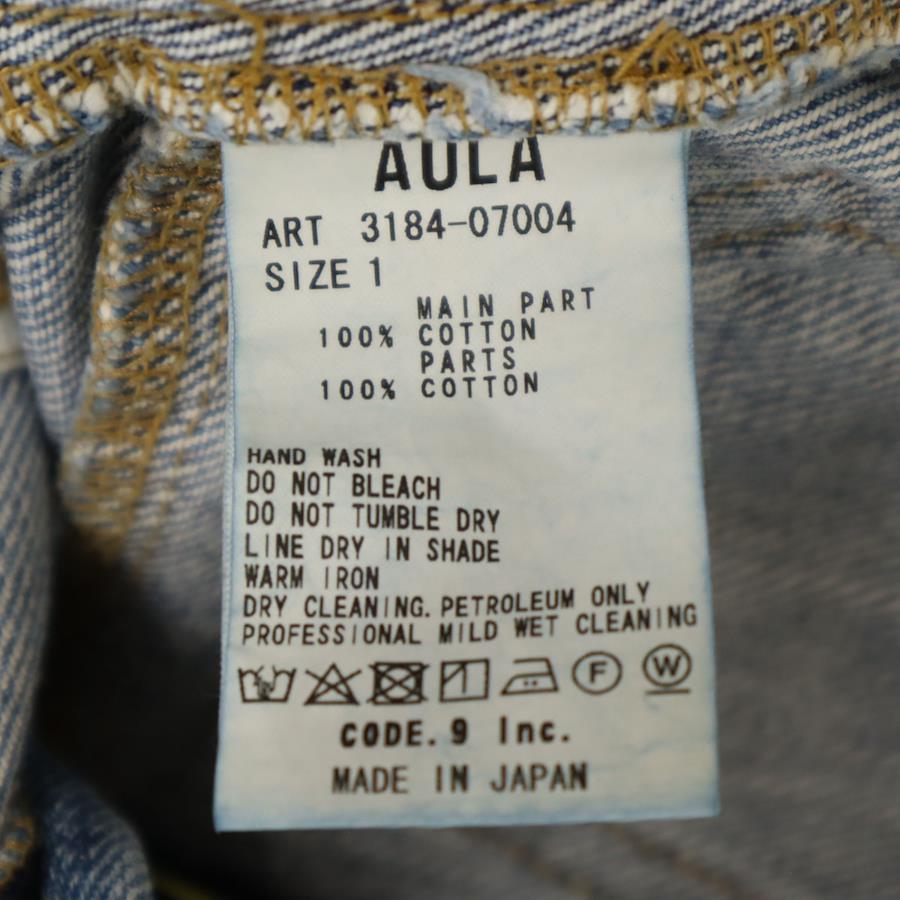 AULA
ART 3184-07004
SIZE 1
MAIN PART
100% COTTON
PARTS
100% COTTON
HAND WASH
DO NOT BLEACH
DO NOT TUMBLE DRY
LINE DRY IN SHADE
WARM IRON
DRY CLEANING. PETROLEUM ONLY
PROFESSIONAL MILD WET CLEANING
F W
CODE. 9 Inc.
MADE IN JAPAN